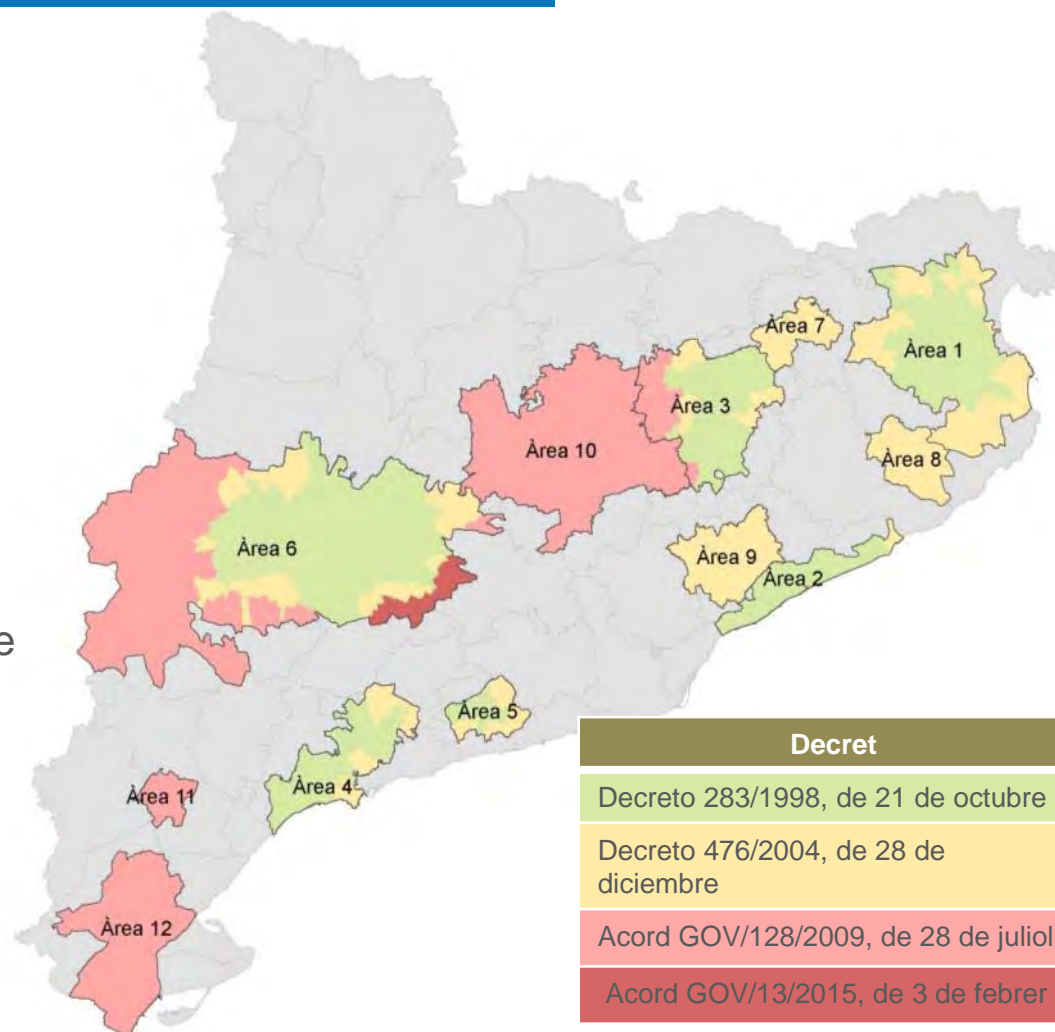 Àrea 7
Àrea 1
Àrea 3
Àrea 10
Àrea 8
Àrea 6
Àrea 9
Àrea 2
e
Àrea 5
Àrea 4
Àrea 11
Àrea 12
Decret
Decreto 283/1998, de 21 de octubre
Decreto 476/2004, de 28 de
diciembre
Acord GOV/128/2009, de 28 de juliol
Acord GOV/13/2015, de 3 de febrer